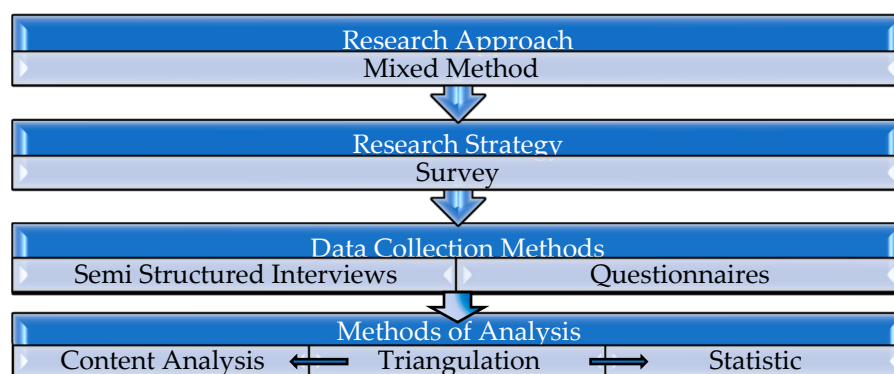 Research Approach
Mixed Method
Research Strategy
Survey
Data Collection Methods
Semi Structured Interviews Questionnaires
Methods of Analysis
Content Analysis Triangulation Statistic